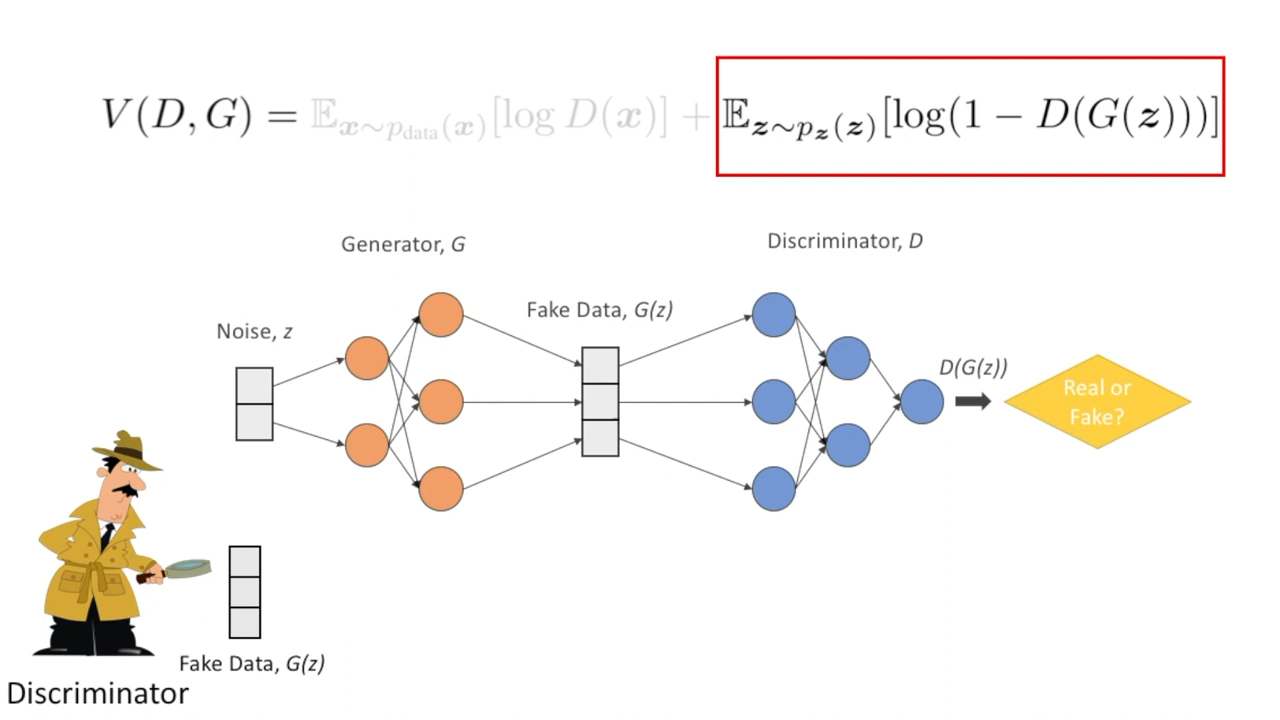 V(D, G) = 𝔼_{x∼p_data(x)}[log D(x)] + 𝔼_{z∼p_z(z)}[log(1 − D(G(z)))]
Generator, G
Discriminator, D
Noise, z
Fake Data, G(z)
D(G(z))
Real or
Fake?
Fake Data, G(z)
Discriminator